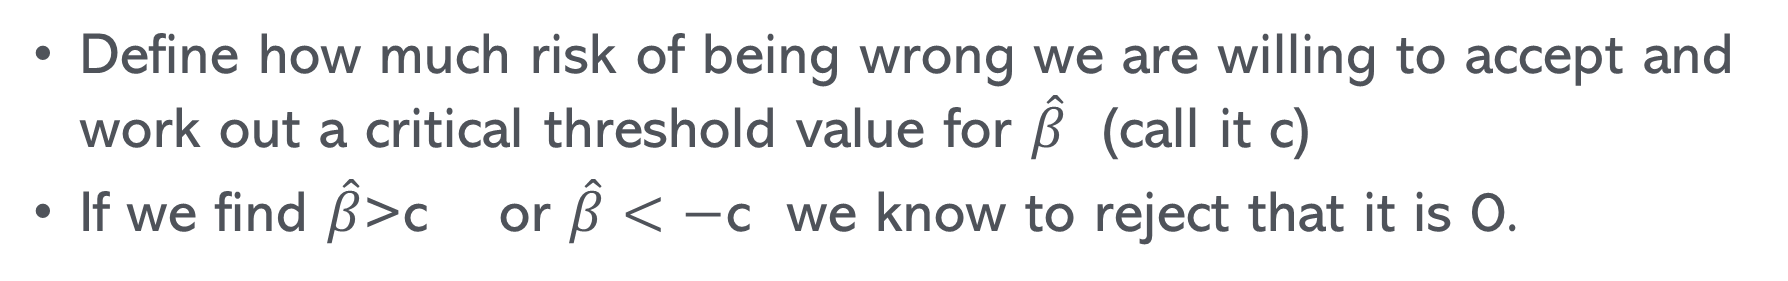 • Define how much risk of being wrong we are willing to accept and
work out a critical threshold value for β̂ (call it c)
• If we find β̂>c or β̂ < −c we know to reject that it is 0.